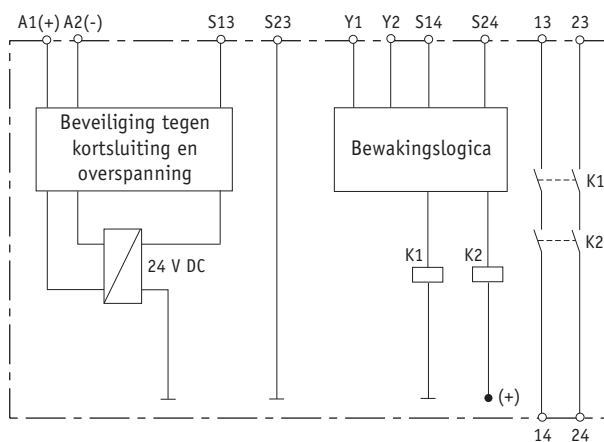 A1(+) A2(-) S13 S23 Y1 Y2 S14 S24 13 23
Beveiliging tegen
kortsluiting en
overspanning
Bewakingslogica
K1
K2
24 V DC
K1 K2
(+)
14 24